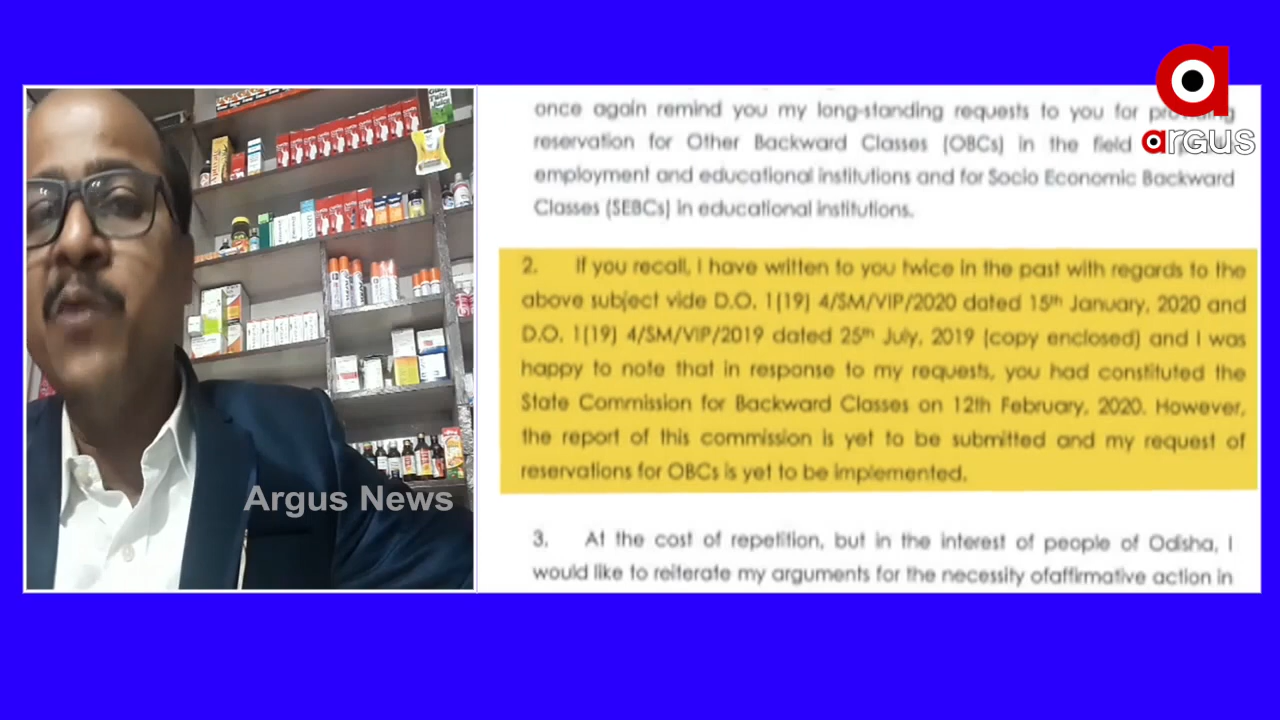 argus
Argus News
once again remind you my long-standing requests to you for
reservation for Other Backward Classes (OBCs) in the field
employment and educational institutions and for Socio Economic Backward
Classes (SEBCs) in educational institutions.
2. If you recall, I have written to you twice in the past with regards to the
above subject vide D.O. 1(19) 4/SM/VIP/2020 dated 15th January, 2020 and
D.O. 1(19) 4/SM/VIP/2019 dated 25th July, 2019 (copy enclosed) and I was
happy to note that in response to my requests, you had constituted the
State Commission for Backward Classes on 12th February, 2020. However,
the report of this commission is yet to be submitted and my request of
reservations for OBCs is yet to be implemented.
3. At the cost of repetition, but in the interest of people of Odisha, I
would like to reiterate my arguments for the necessity ofaffirmative action in